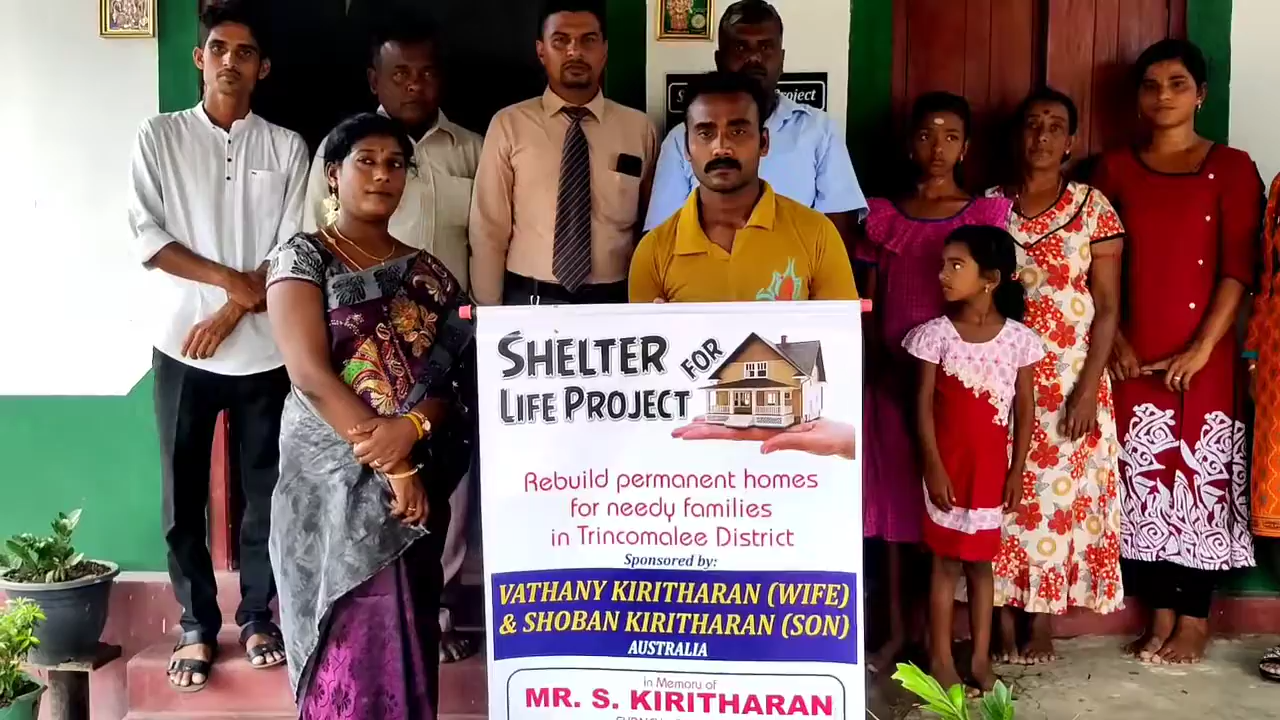 Project
SHELTER FOR
LIFE PROJECT
Rebuild permanent homes
for needy families
in Trincomalee District
Sponsored by:
VATHANY KIRITHARAN (WIFE)
& SHOBAN KIRITHARAN (SON)
AUSTRALIA
in Memory of
MR. S. KIRITHARAN